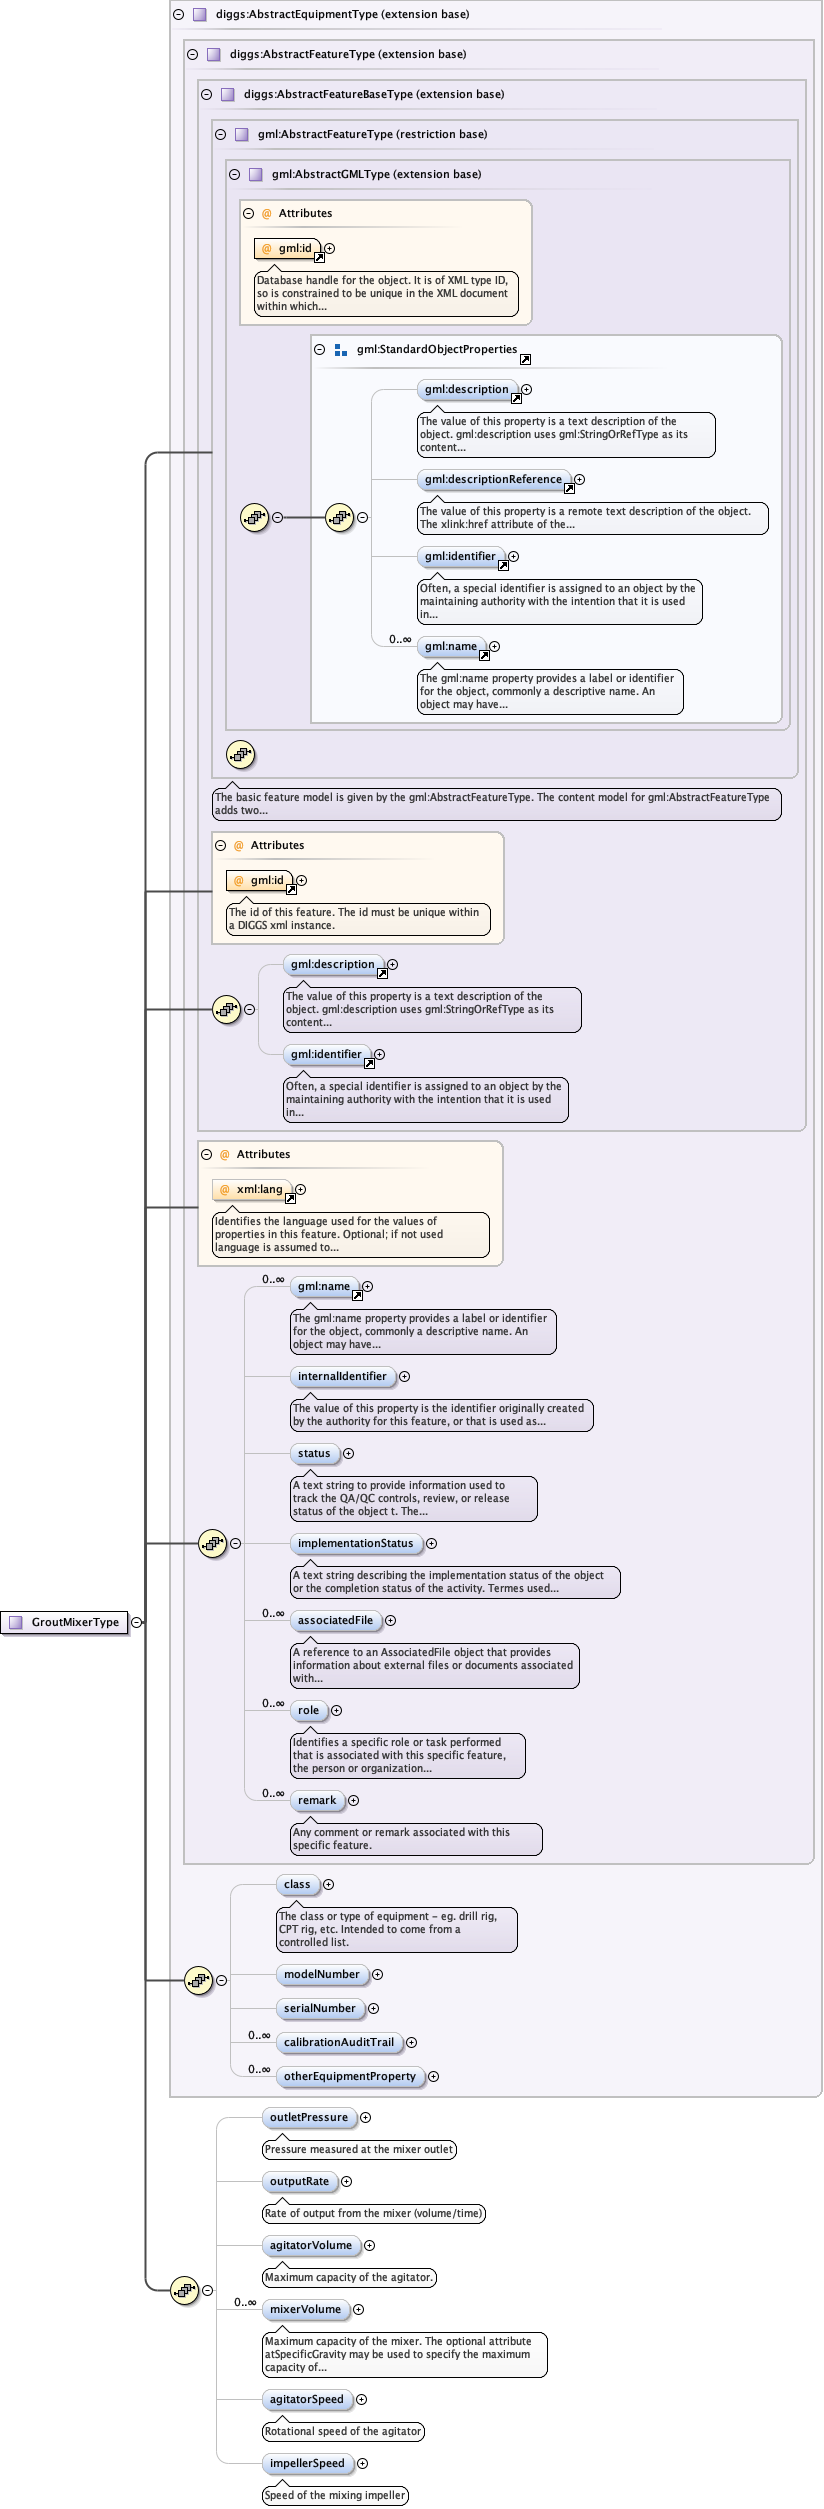 diggs:AbstractEquipmentType (extension base)
diggs:AbstractFeatureType (extension base)
diggs:AbstractFeatureBaseType (extension base)
gml:AbstractFeatureType (restriction base)
gml:AbstractGMLType (extension base)
@ Attributes
@ gml:id
Database handle for the object. It is of XML type ID,
so is constrained to be unique in the XML document
within which...
gml:StandardObjectProperties
gml:description
The value of this property is a text description of the
object. gml:description uses gml:StringOrRefType as its
content...
gml:descriptionReference
The value of this property is a remote text description of the object.
The xlink:href attribute of the...
gml:identifier
Often, a special identifier is assigned to an object by the
maintaining authority with the intention that it is used
in...
0..∞
gml:name
The gml:name property provides a label or identifier
for the object, commonly a descriptive name. An
object may have...
The basic feature model is given by the gml:AbstractFeatureType. The content model for gml:AbstractFeatureType
adds two...
@ Attributes
@ gml:id
The id of this feature. The id must be unique within
a DIGGS xml instance.
gml:description
The value of this property is a text description of the
object. gml:description uses gml:StringOrRefType as its
content...
gml:identifier
Often, a special identifier is assigned to an object by the
maintaining authority with the intention that it is used
in...
@ Attributes
@ xml:lang
Identifies the language used for the values of
properties in this feature. Optional; if not used
language is assumed to...
0..∞
gml:name
The gml:name property provides a label or identifier
for the object, commonly a descriptive name. An
object may have...
internalIdentifier
The value of this property is the identifier originally created
by the authority for this feature, or that is used as...
status
A text string to provide information used to
track the QA/QC controls, review, or release
status of the object t. The...
implementationStatus
A text string describing the implementation status of the object
or the completion status of the activity. Termes used...
0..∞
associatedFile
GroutMixerType
A reference to an AssociatedFile object that provides
information about external files or documents associated
with...
0..∞
role
Identifies a specific role or task performed
that is associated with this specific feature,
the person or organization...
0..∞
remark
Any comment or remark associated with this
specific feature.
class
The class or type of equipment - eg. drill rig,
CPT rig, etc. Intended to come from a
controlled list.
modelNumber
serialNumber
0..∞
calibrationAuditTrail
0..∞
otherEquipmentProperty
outletPressure
Pressure measured at the mixer outlet
outputRate
Rate of output from the mixer (volume/time)
agitatorVolume
Maximum capacity of the agitator.
0..∞
mixerVolume
Maximum capacity of the mixer. The optional attribute
atSpecificGravity may be used to specify the maximum
capacity of...
agitatorSpeed
Rotational speed of the agitator
impellerSpeed
Speed of the mixing impeller